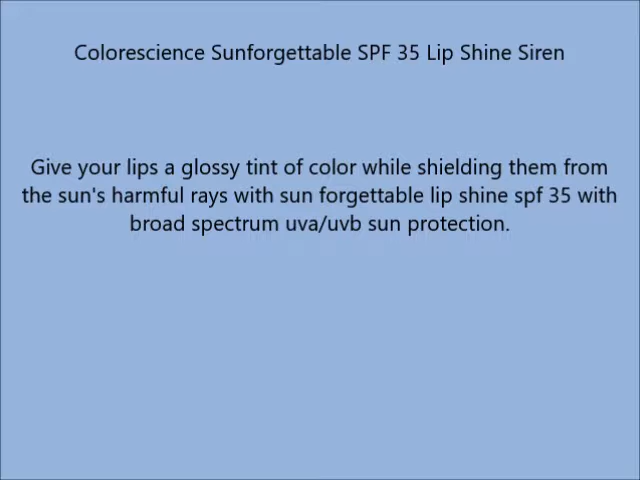 Colorescience Sunforgettable SPF 35 Lip Shine Siren
Give your lips a glossy tint of color while shielding them from
the sun's harmful rays with sun forgettable lip shine spf 35 with
broad spectrum uva/uvb sun protection.